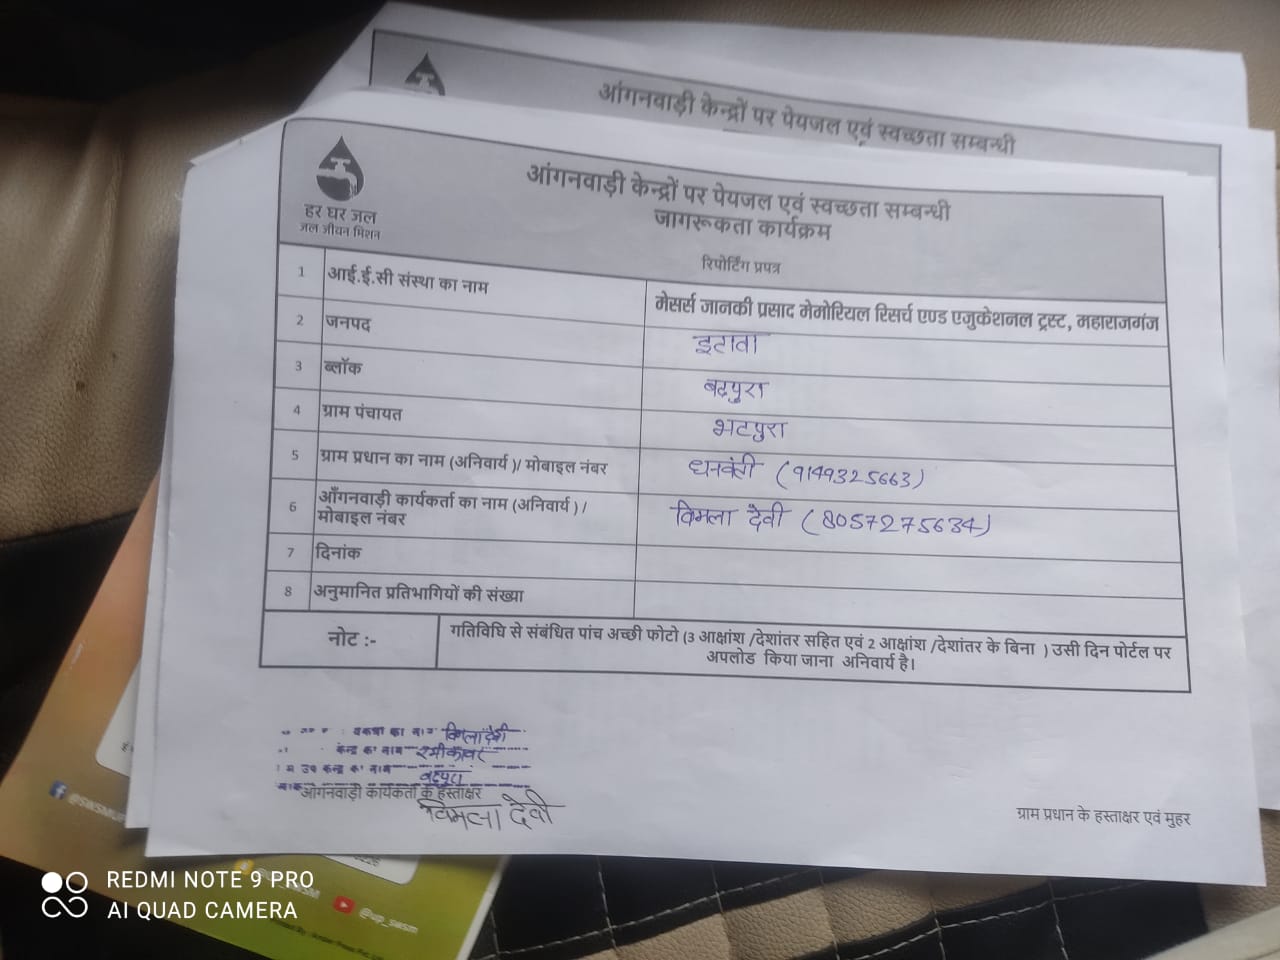 आंगनवाड़ी केन्द्रों पर पेयजल एवं स्वच्छता सम्बन्धी
आंगनवाड़ी केन्द्रों पर पेयजल एवं स्वच्छता सम्बन्धी
जागरूकता कार्यक्रम
हर घर जल
जल जीवन मिशन
रिपोर्टिंग प्रपत्र
1 आई.ई.सी संस्था का नाम मेसर्स जानकी प्रसाद मेमोरियल रिसर्च एण्ड एजुकेशनल ट्रस्ट, महाराजगंज
2 जनपद इटावा
3 ब्लॉक बढ़पुरा
4 ग्राम पंचायत भटपुरा
5 ग्राम प्रधान का नाम (अनिवार्य )/ मोबाइल नंबर (9149325663)
6 आँगनवाड़ी कार्यकर्ता का नाम (अनिवार्य ) / विमला देवी (8057275634)
मोबाइल नंबर
7 दिनांक
8 अनुमानित प्रतिभागियों की संख्या
नोट :- गतिविधि से संबंधित पांच अच्छी फोटो (3 आक्षांश /देशांतर सहित एवं 2 आक्षांश /देशांतर के बिना ) उसी दिन पोर्टल पर
अपलोड किया जाना अनिवार्य है।
का नाम विमला देवी
केन्द्र का नाम
उप केन्द्र का नाम
बढ़पुरा
आंगनवाड़ी कार्यकर्ता के हस्ताक्षर
विमला देवी
ग्राम प्रधान के हस्ताक्षर एवं मुहर
@up_swsm
REDMI NOTE 9 PRO
AI QUAD CAMERA